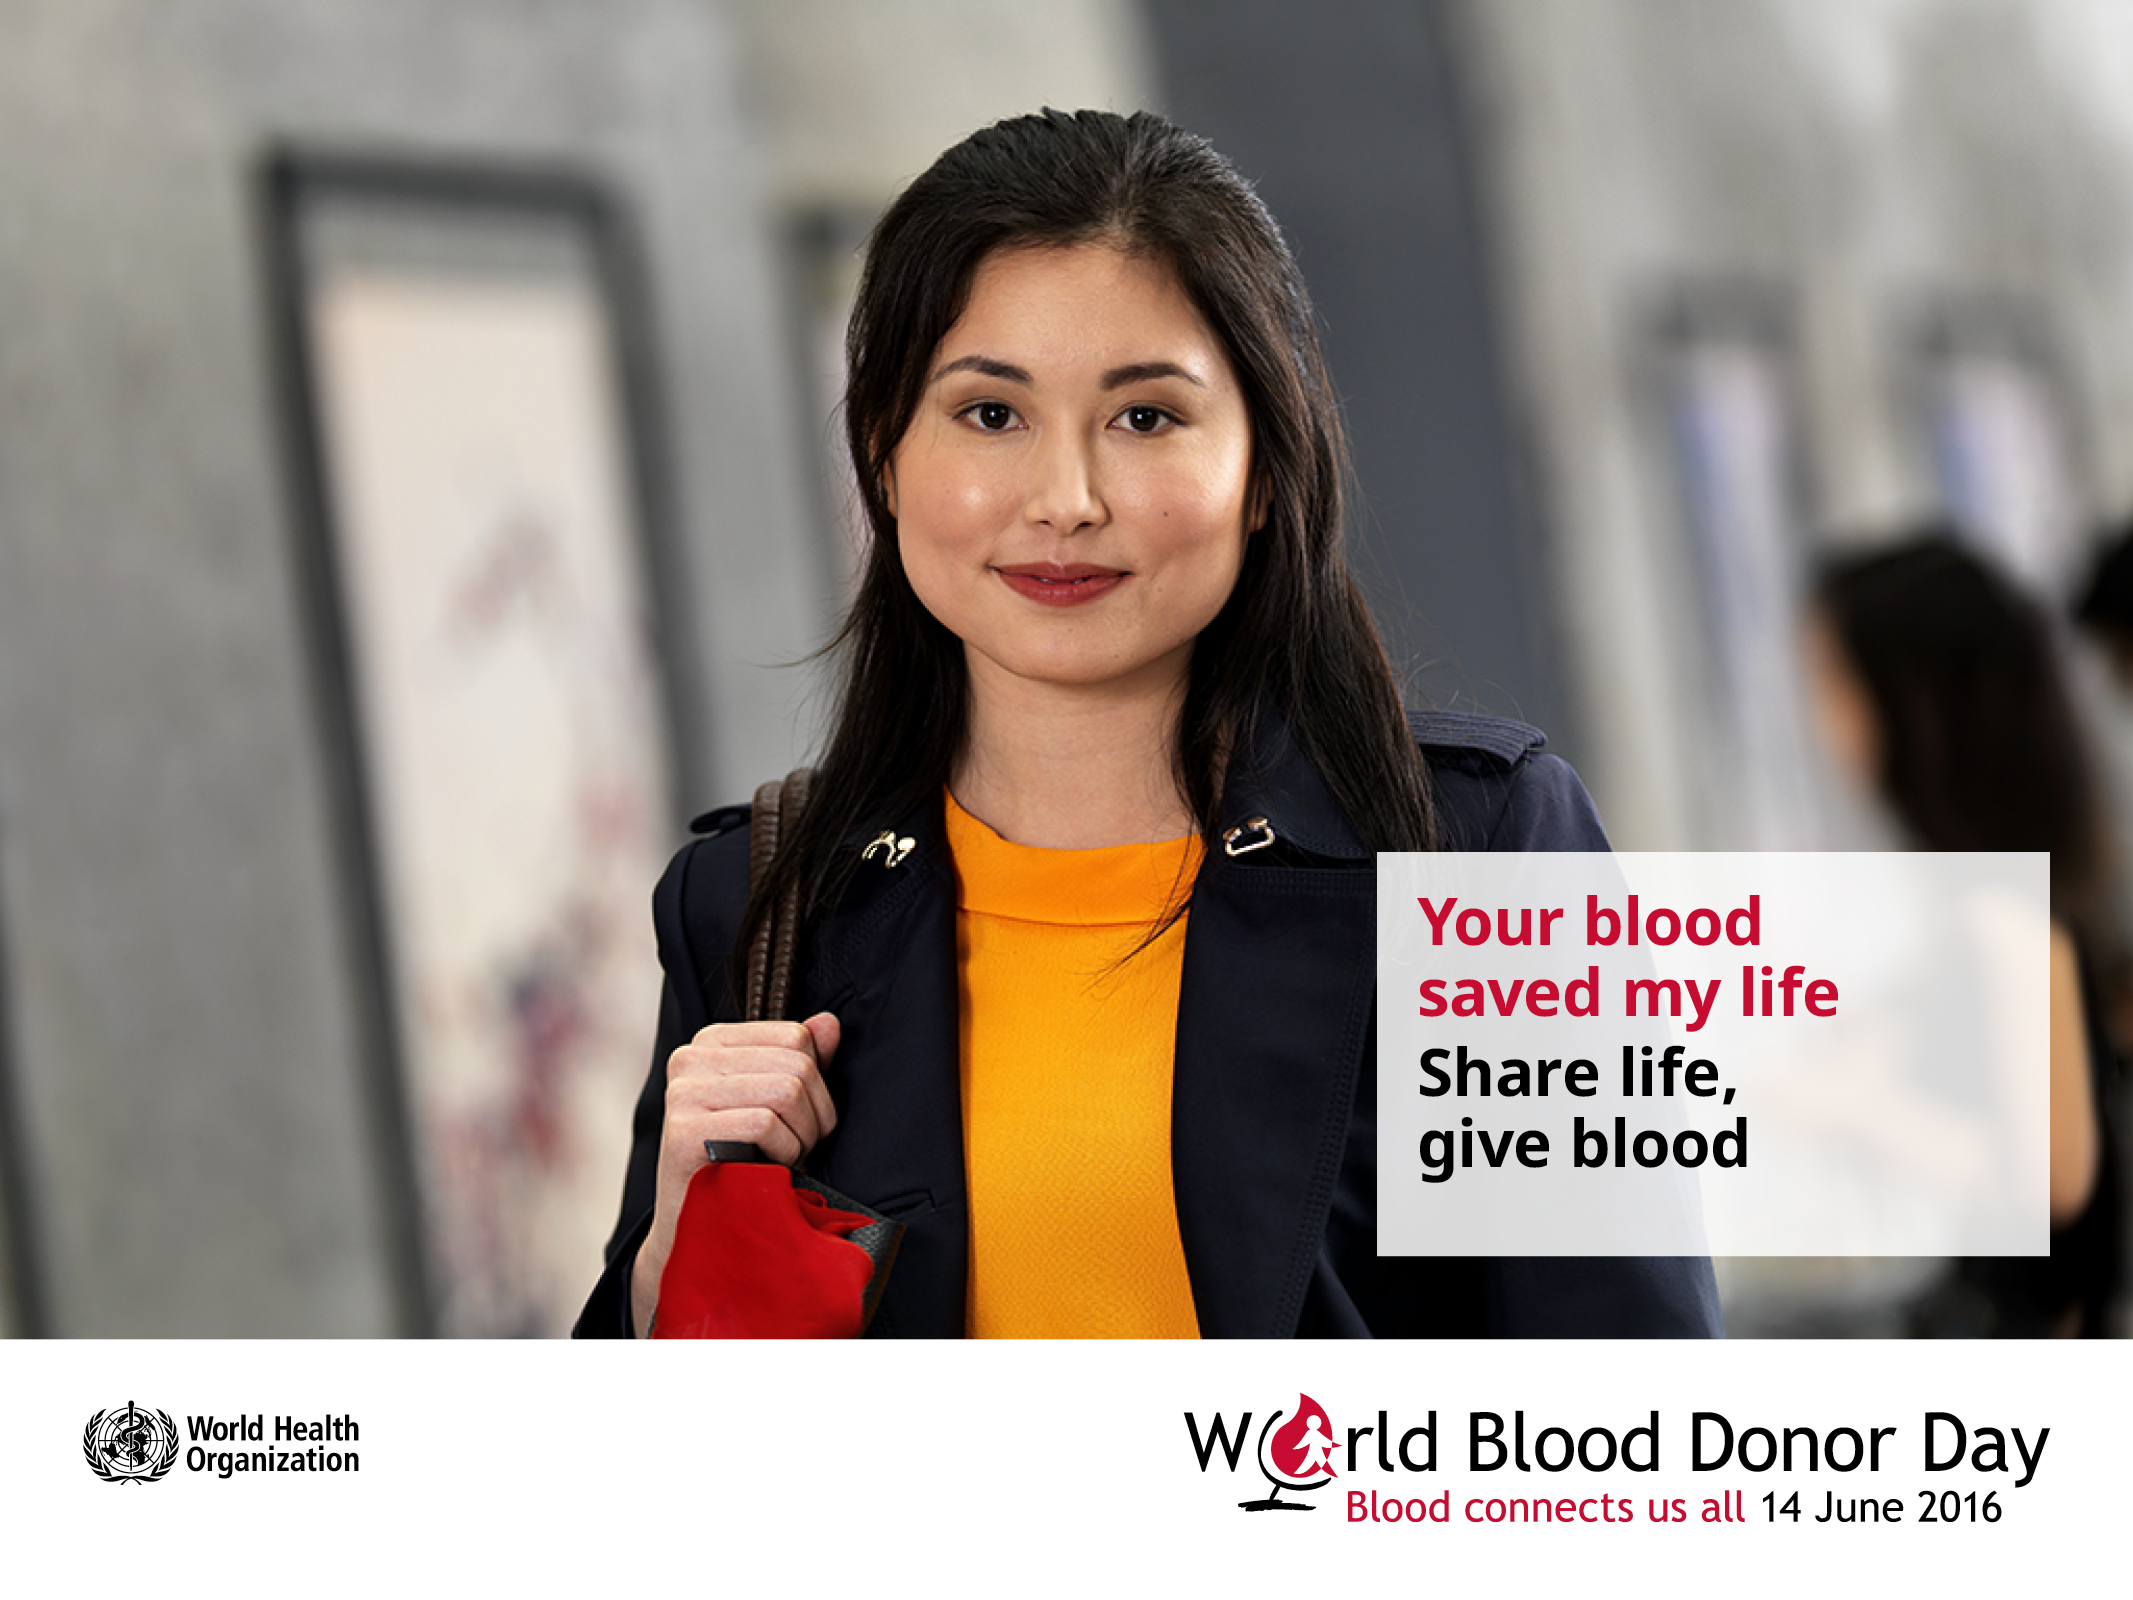 Your blood
saved my life
Share life,
give blood
World Health
Organization
World Blood Donor Day
Blood connects us all 14 June 2016